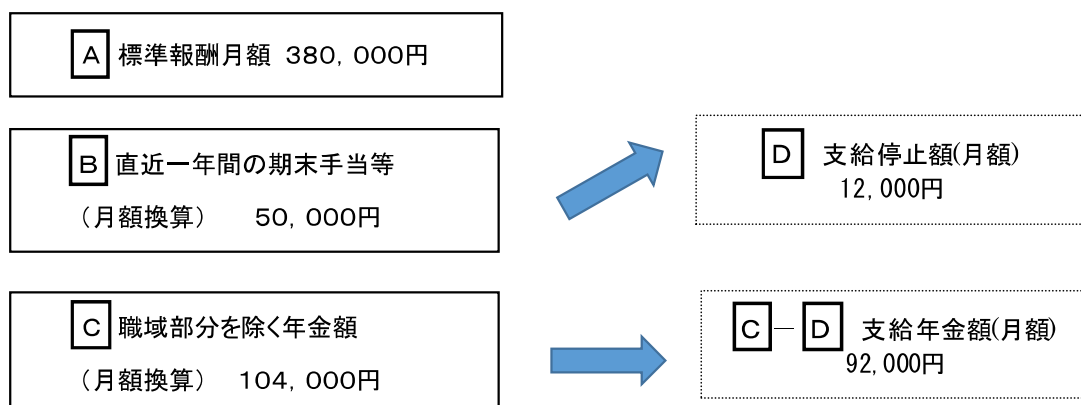 A 標準報酬月額 380，000円
B 直近一年間の期末手当等
（月額換算） 50，000円
C 職域部分を除く年金額
（月額換算） 104，000円
D 支給停止額(月額)
12,000円
C－D 支給年金額(月額)
92,000円